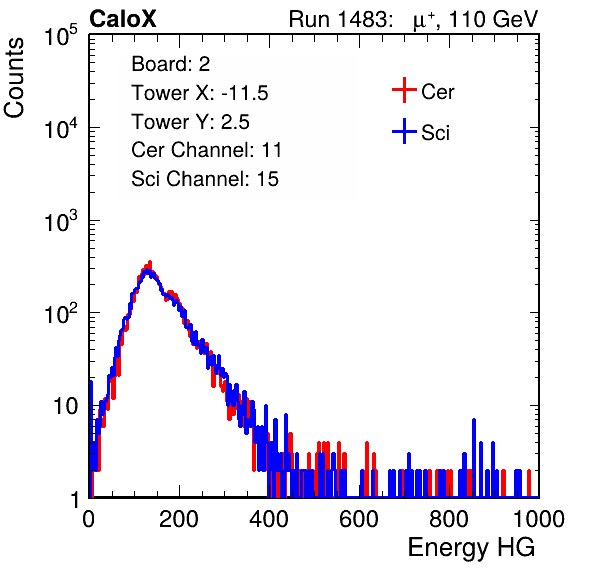 CaloX Run 1483: μ⁺, 110 GeV
Counts
10⁵
10⁴
10³
10²
10
1
Board: 2
Tower X: -11.5
Tower Y: 2.5
Cer Channel: 11
Sci Channel: 15
Cer
Sci
0 200 400 600 800 1000
Energy HG